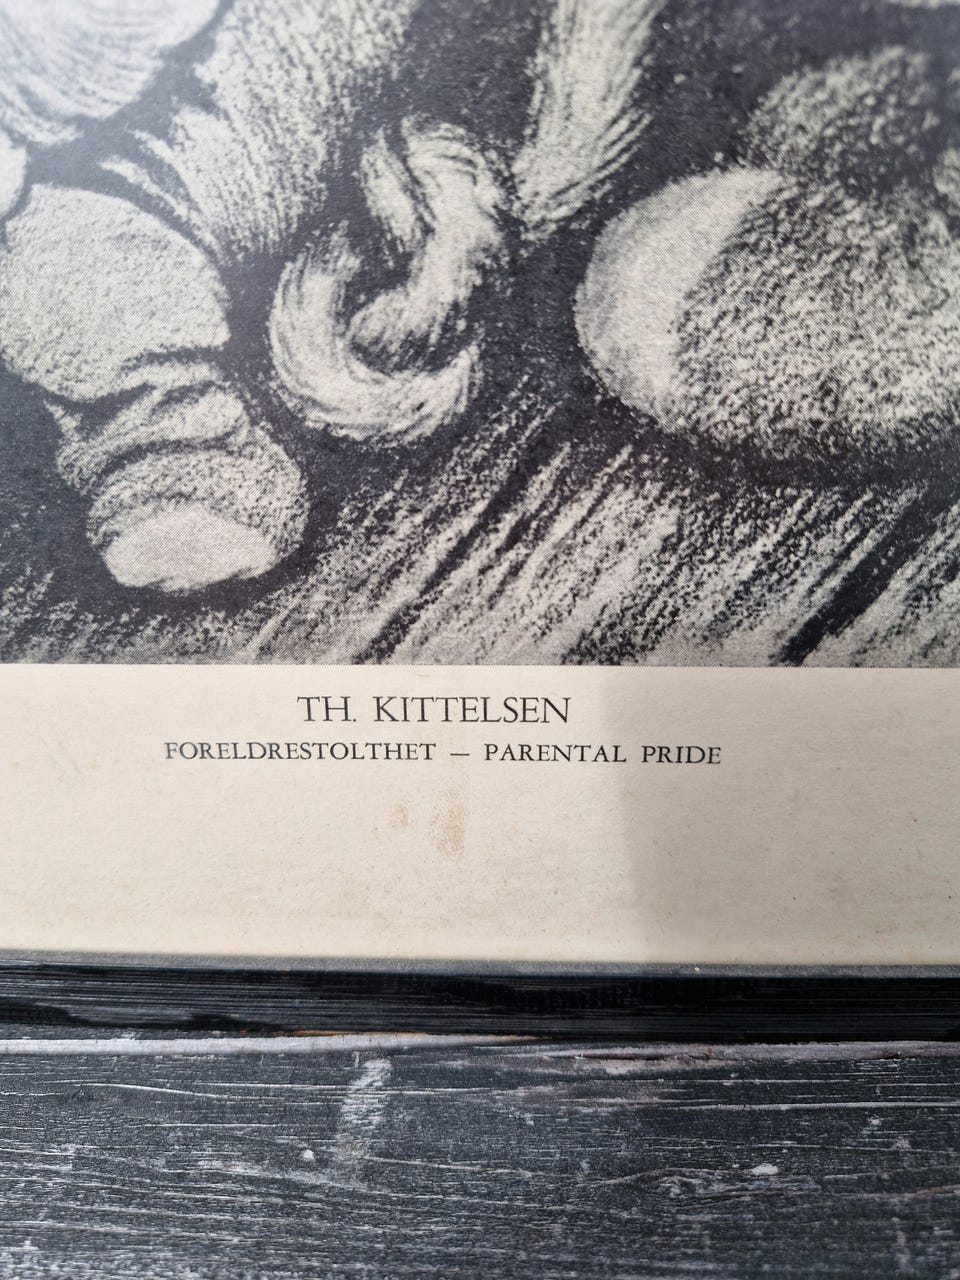 TH. KITTELSEN
FORELDRESTOLTHET — PARENTAL PRIDE